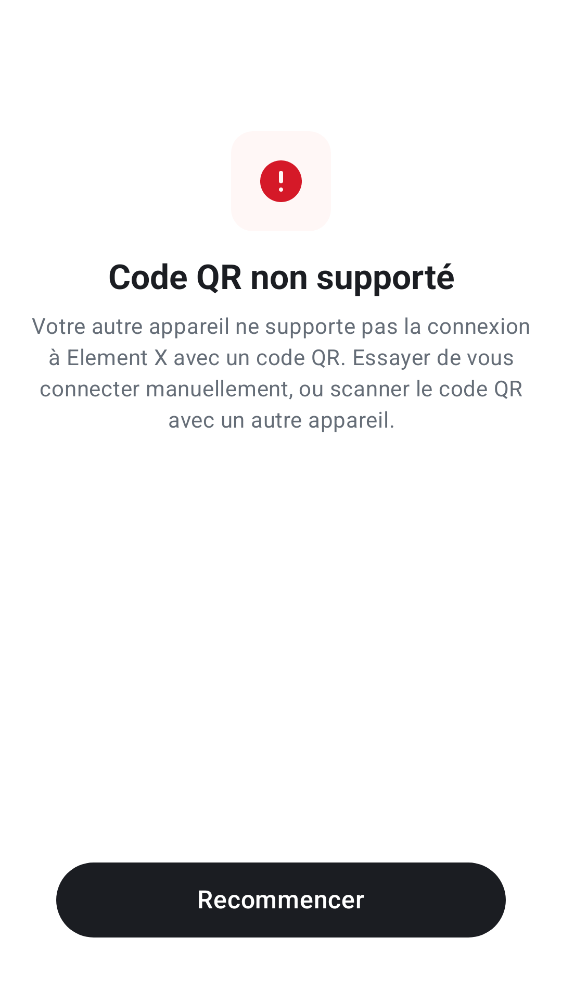 Code QR non supporté
Votre autre appareil ne supporte pas la connexion
à Element X avec un code QR. Essayer de vous
connecter manuellement, ou scanner le code QR
avec un autre appareil.
Recommencer